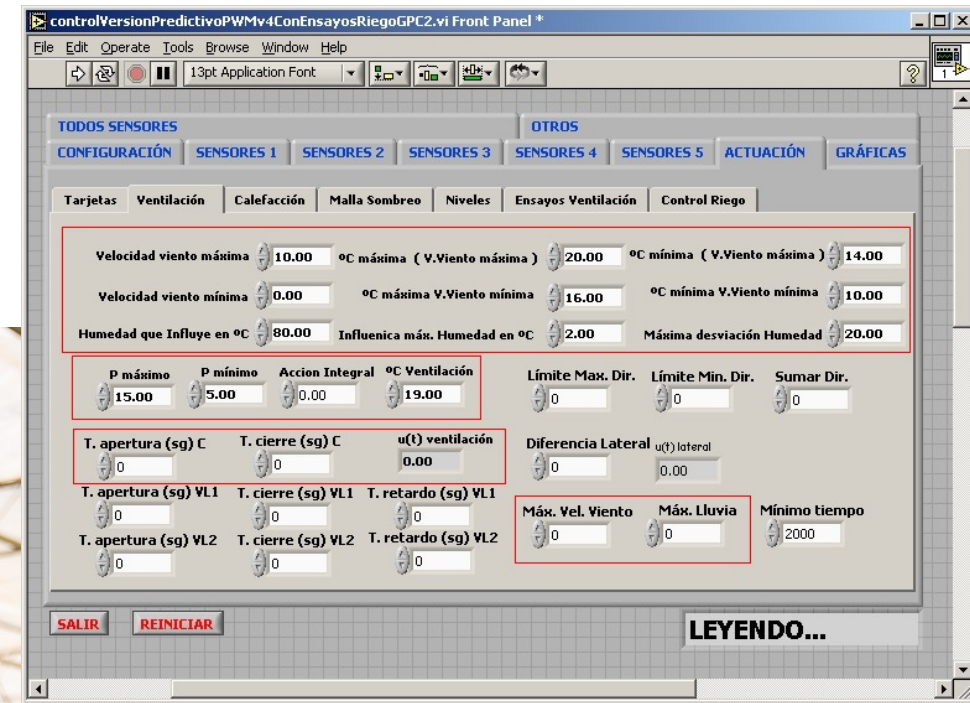 controlVersionPredictivoPWMv4ConEnsayosRiegoGPC2.vi Front Panel *
File Edit Operate Tools Browse Window Help
13pt Application Font
1
TODOS SENSORES OTROS
CONFIGURACIÓN SENSORES 1 SENSORES 2 SENSORES 3 SENSORES 4 SENSORES 5 ACTUACIÓN GRÁFICAS
Tarjetas Ventilación Calefacción Malla Sombreo Niveles Ensayos Ventilación Control Riego
Velocidad viento máxima 10.00 ºC máxima ( V.Viento máxima ) 20.00 ºC mínima ( V.Viento máxima ) 14.00
Velocidad viento mínima 0.00 ºC máxima V.Viento mínima 16.00 ºC mínima V.Viento mínima 10.00
Humedad que Influye en ºC 80.00 Influenica máx. Humedad en ºC 2.00 Máxima desviación Humedad 20.00
P máximo P mínimo Accion Integral ºC Ventilación Límite Max. Dir. Límite Min. Dir. Sumar Dir.
15.00 5.00 0.00 19.00 0 0 0
T. apertura (sg) C T. cierre (sg) C u(t) ventilación Diferencia Lateral u(t) lateral
0 0 0.00 0 0.00
T. apertura (sg) VL1 T. cierre (sg) VL1 T. retardo (sg) VL1 Máx. Vel. Viento Máx. Lluvia Mínimo tiempo
0 0 0 0 0 2000
T. apertura (sg) VL2 T. cierre (sg) VL2 T. retardo (sg) VL2
0 0 0
SALIR REINICIAR LEYENDO...